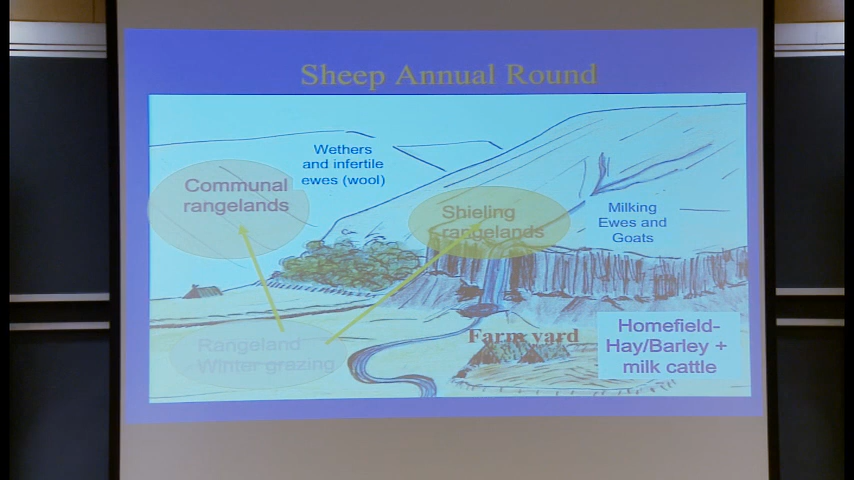 Sheep Annual Round
Wethers
and infertile
ewes (wool)
Communal
rangelands
Shieling
rangelands
Milking
Ewes and
Goats
Rangeland
Winter grazing
Farm yard
Homefield-
Hay/Barley +
milk cattle